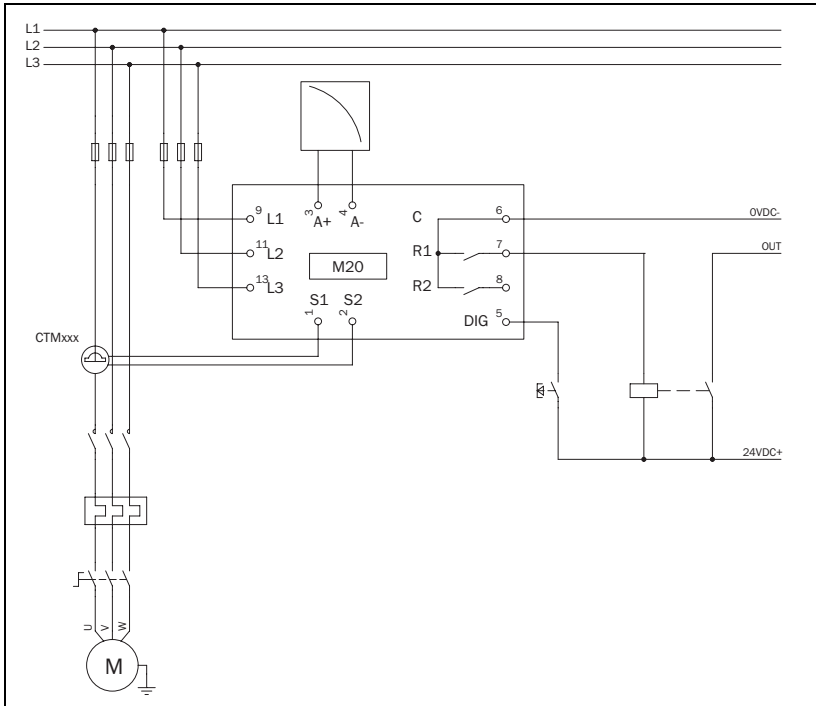 L1
L2
L3
3 4
A+ A-
9 L1
11 L2
13 L3
M20
S1 S2
1 2
C 6
R1 7
R2 8
DIG 5
0VDC-
OUT
24VDC+
CTMxxx
U V W
M